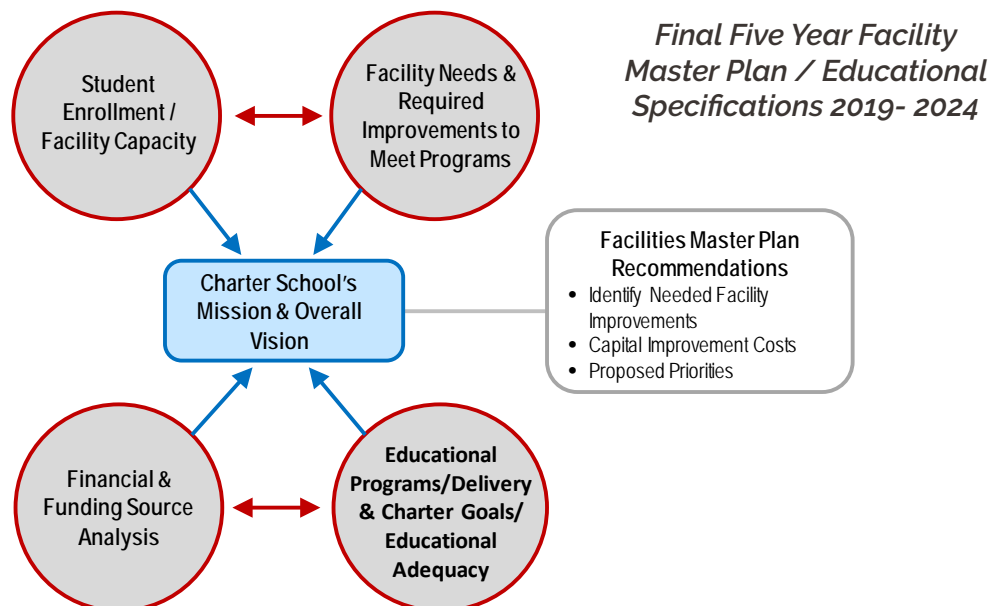 Final Five Year Facility
Master Plan / Educational
Specifications 2019- 2024
Student
Enrollment /
Facility Capacity
Facility Needs &
Required
Improvements to
Meet Programs
Charter School's
Mission & Overall
Vision
Facilities Master Plan
Recommendations
• Identify Needed Facility
Improvements
• Capital Improvement Costs
• Proposed Priorities
Financial &
Funding Source
Analysis
Educational
Programs/Delivery
& Charter Goals/
Educational
Adequacy